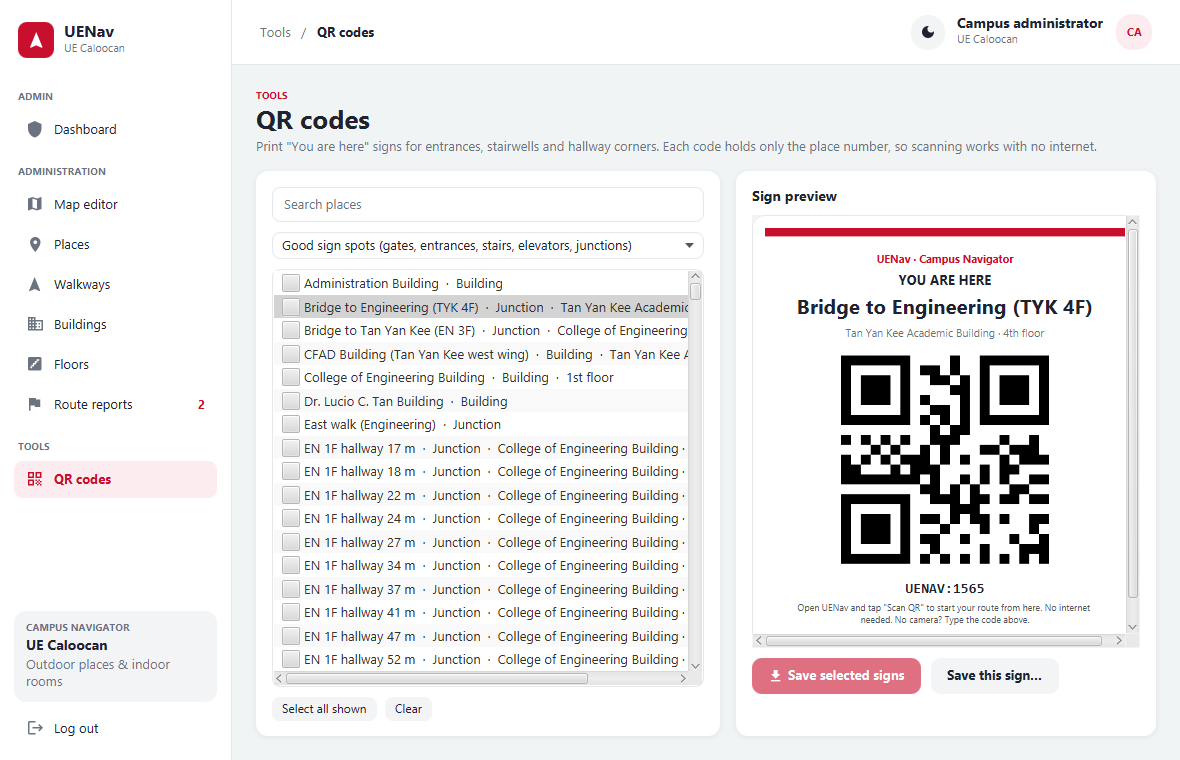 UENav
UE Caloocan
ADMIN
Dashboard
ADMINISTRATION
Map editor
Places
Walkways
Buildings
Floors
Route reports 2
TOOLS
QR codes
CAMPUS NAVIGATOR
UE Caloocan
Outdoor places & indoor
rooms
Log out
Tools / QR codes
Campus administrator
UE Caloocan
CA
TOOLS
QR codes
Print "You are here" signs for entrances, stairwells and hallway corners. Each code holds only the place number, so scanning works with no internet.
Search places
Good sign spots (gates, entrances, stairs, elevators, junctions)
Administration Building · Building
Bridge to Engineering (TYK 4F) · Junction · Tan Yan Kee Academic
Bridge to Tan Yan Kee (EN 3F) · Junction · College of Engineering
CFAD Building (Tan Yan Kee west wing) · Building · Tan Yan Kee A
College of Engineering Building · Building · 1st floor
Dr. Lucio C. Tan Building · Building
East walk (Engineering) · Junction
EN 1F hallway 17 m · Junction · College of Engineering Building ·
EN 1F hallway 18 m · Junction · College of Engineering Building ·
EN 1F hallway 22 m · Junction · College of Engineering Building ·
EN 1F hallway 24 m · Junction · College of Engineering Building ·
EN 1F hallway 27 m · Junction · College of Engineering Building ·
EN 1F hallway 34 m · Junction · College of Engineering Building ·
EN 1F hallway 37 m · Junction · College of Engineering Building ·
EN 1F hallway 41 m · Junction · College of Engineering Building ·
EN 1F hallway 47 m · Junction · College of Engineering Building ·
EN 1F hallway 52 m · Junction · College of Engineering Building ·
Select all shown
Clear
Sign preview
UENav · Campus Navigator
YOU ARE HERE
Bridge to Engineering (TYK 4F)
Tan Yan Kee Academic Building · 4th floor
UENAV:1565
Open UENav and tap "Scan QR" to start your route from here. No internet
needed. No camera? Type the code above.
Save selected signs
Save this sign...